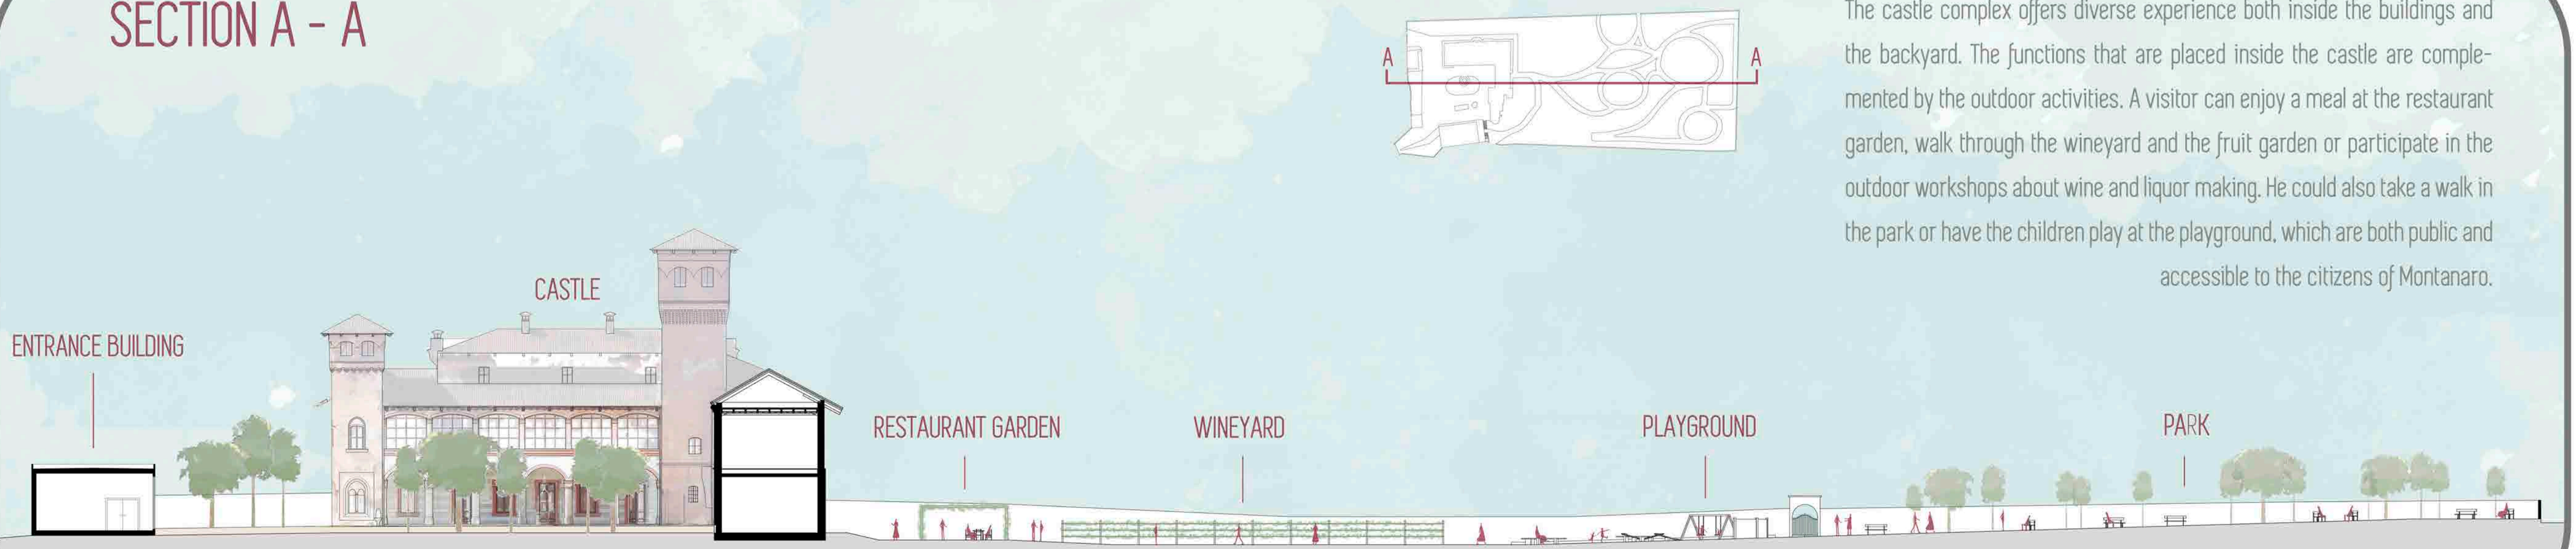 SECTION A - A
A
A
The castle complex offers diverse experience both inside the buildings and
the backyard. The functions that are placed inside the castle are comple-
mented by the outdoor activities. A visitor can enjoy a meal at the restaurant
garden, walk through the wineyard and the fruit garden or participate in the
outdoor workshops about wine and liquor making. He could also take a walk in
the park or have the children play at the playground, which are both public and
accessible to the citizens of Montanaro.
CASTLE
ENTRANCE BUILDING
RESTAURANT GARDEN
WINEYARD
PLAYGROUND
PARK